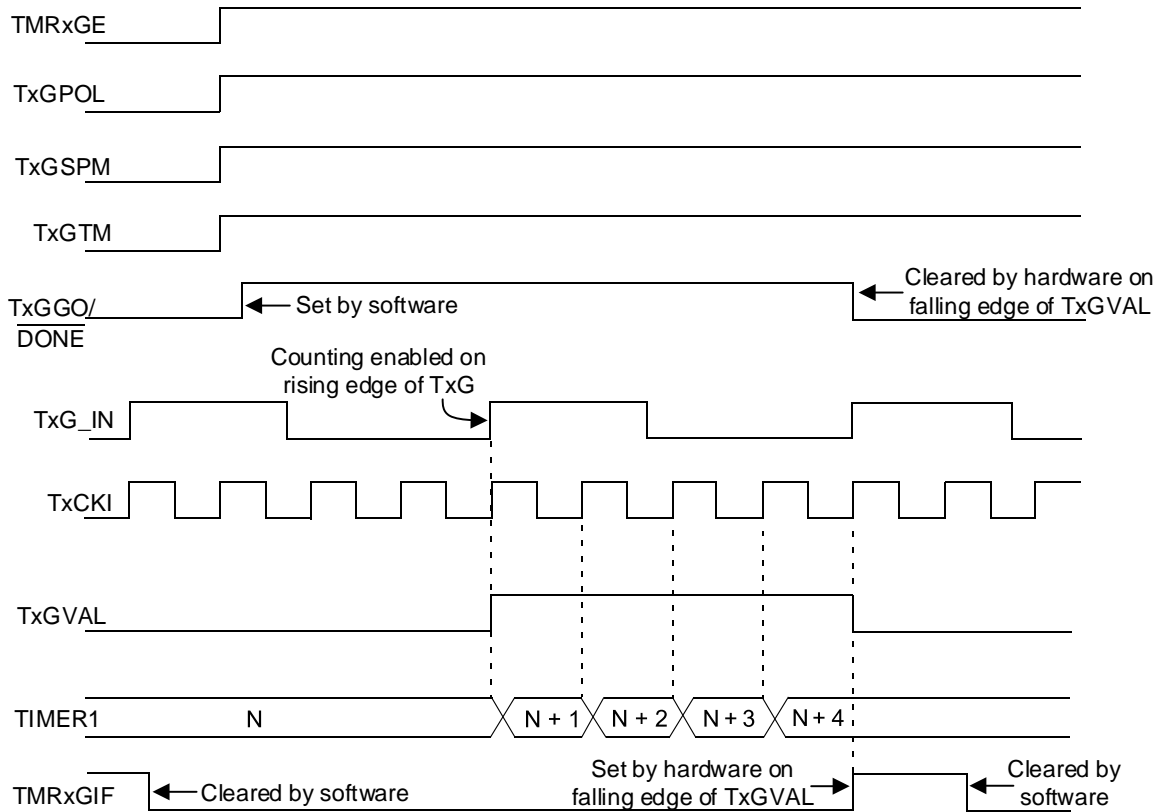 TMRxGE
TxGPOL
TxGSPM
TxGTM
TxGGO/
DONE
Set by software
Cleared by hardware on
falling edge of TxGVAL
Counting enabled on
rising edge of TxG
TxG_IN
TxCKI
TxGVAL
TIMER1
N
N + 1
N + 2
N + 3
N + 4
TMRxGIF
Cleared by software
Set by hardware on
falling edge of TxGVAL
Cleared by
software